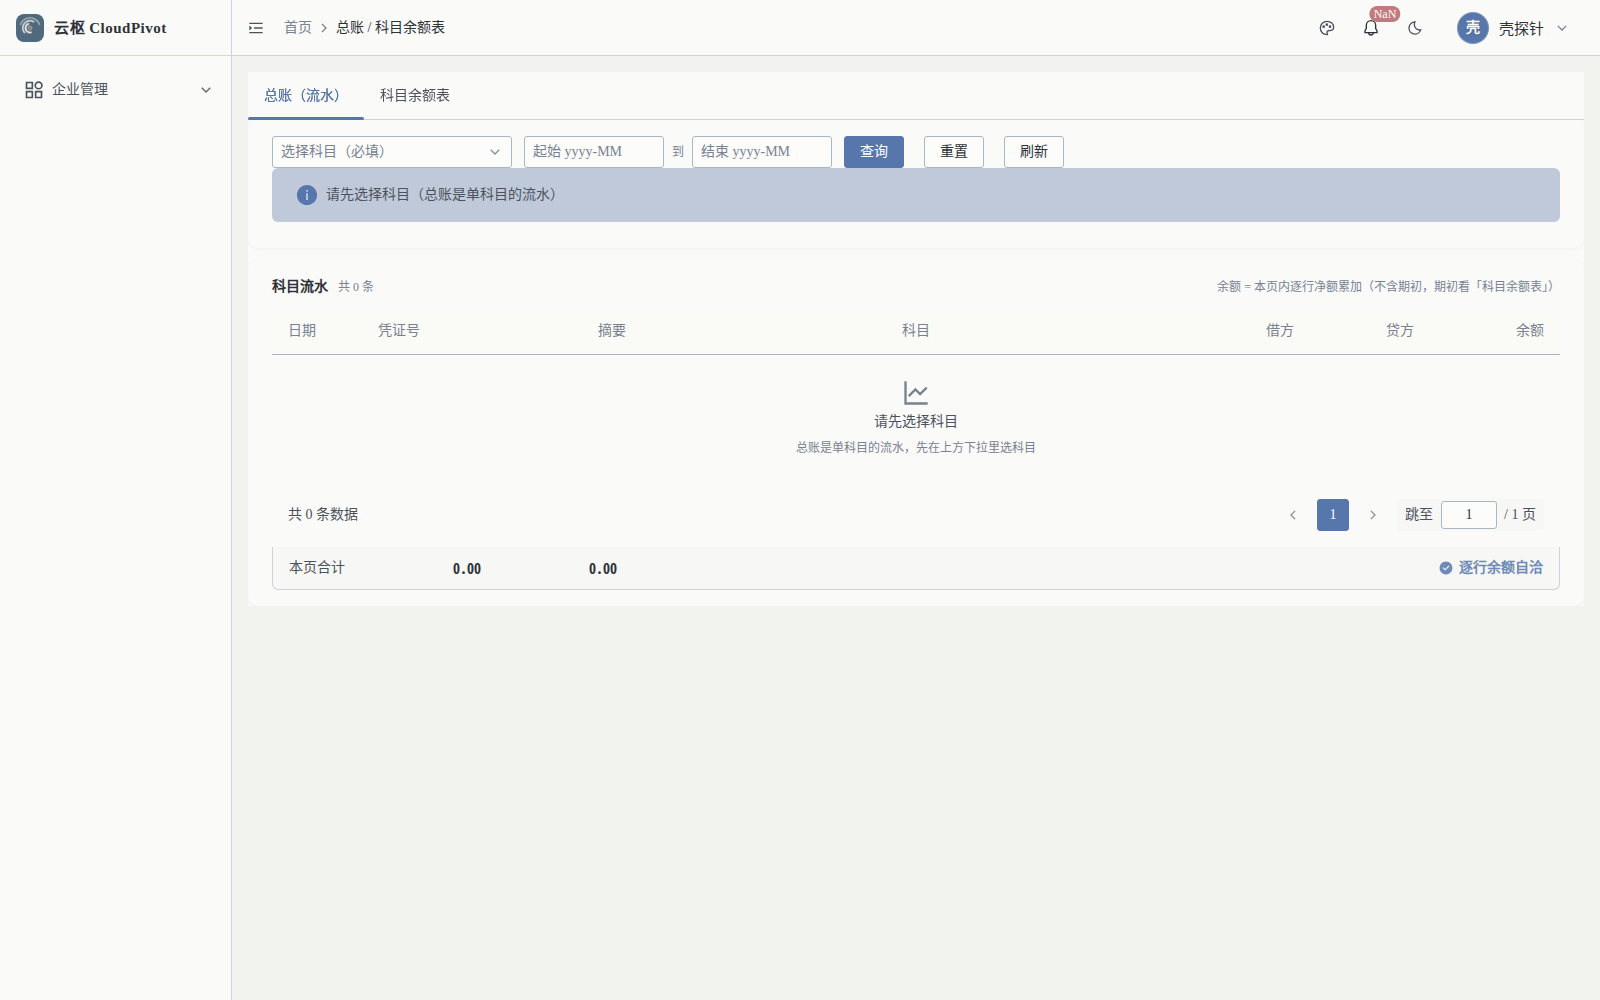 云枢 CloudPivot
首页 > 总账 / 科目余额表
NaN
壳 壳探针
企业管理
总账（流水） 科目余额表
选择科目（必填） 起始 yyyy-MM 到 结束 yyyy-MM 查询 重置 刷新
请先选择科目（总账是单科目的流水）
科目流水 共 0 条 余额 = 本页内逐行净额累加（不含期初，期初看「科目余额表」）
日期 凭证号 摘要 科目 借方 贷方 余额
请先选择科目
总账是单科目的流水，先在上方下拉里选科目
共 0 条数据 1 跳至 1 / 1 页
本页合计 0.00 0.00 逐行余额自洽